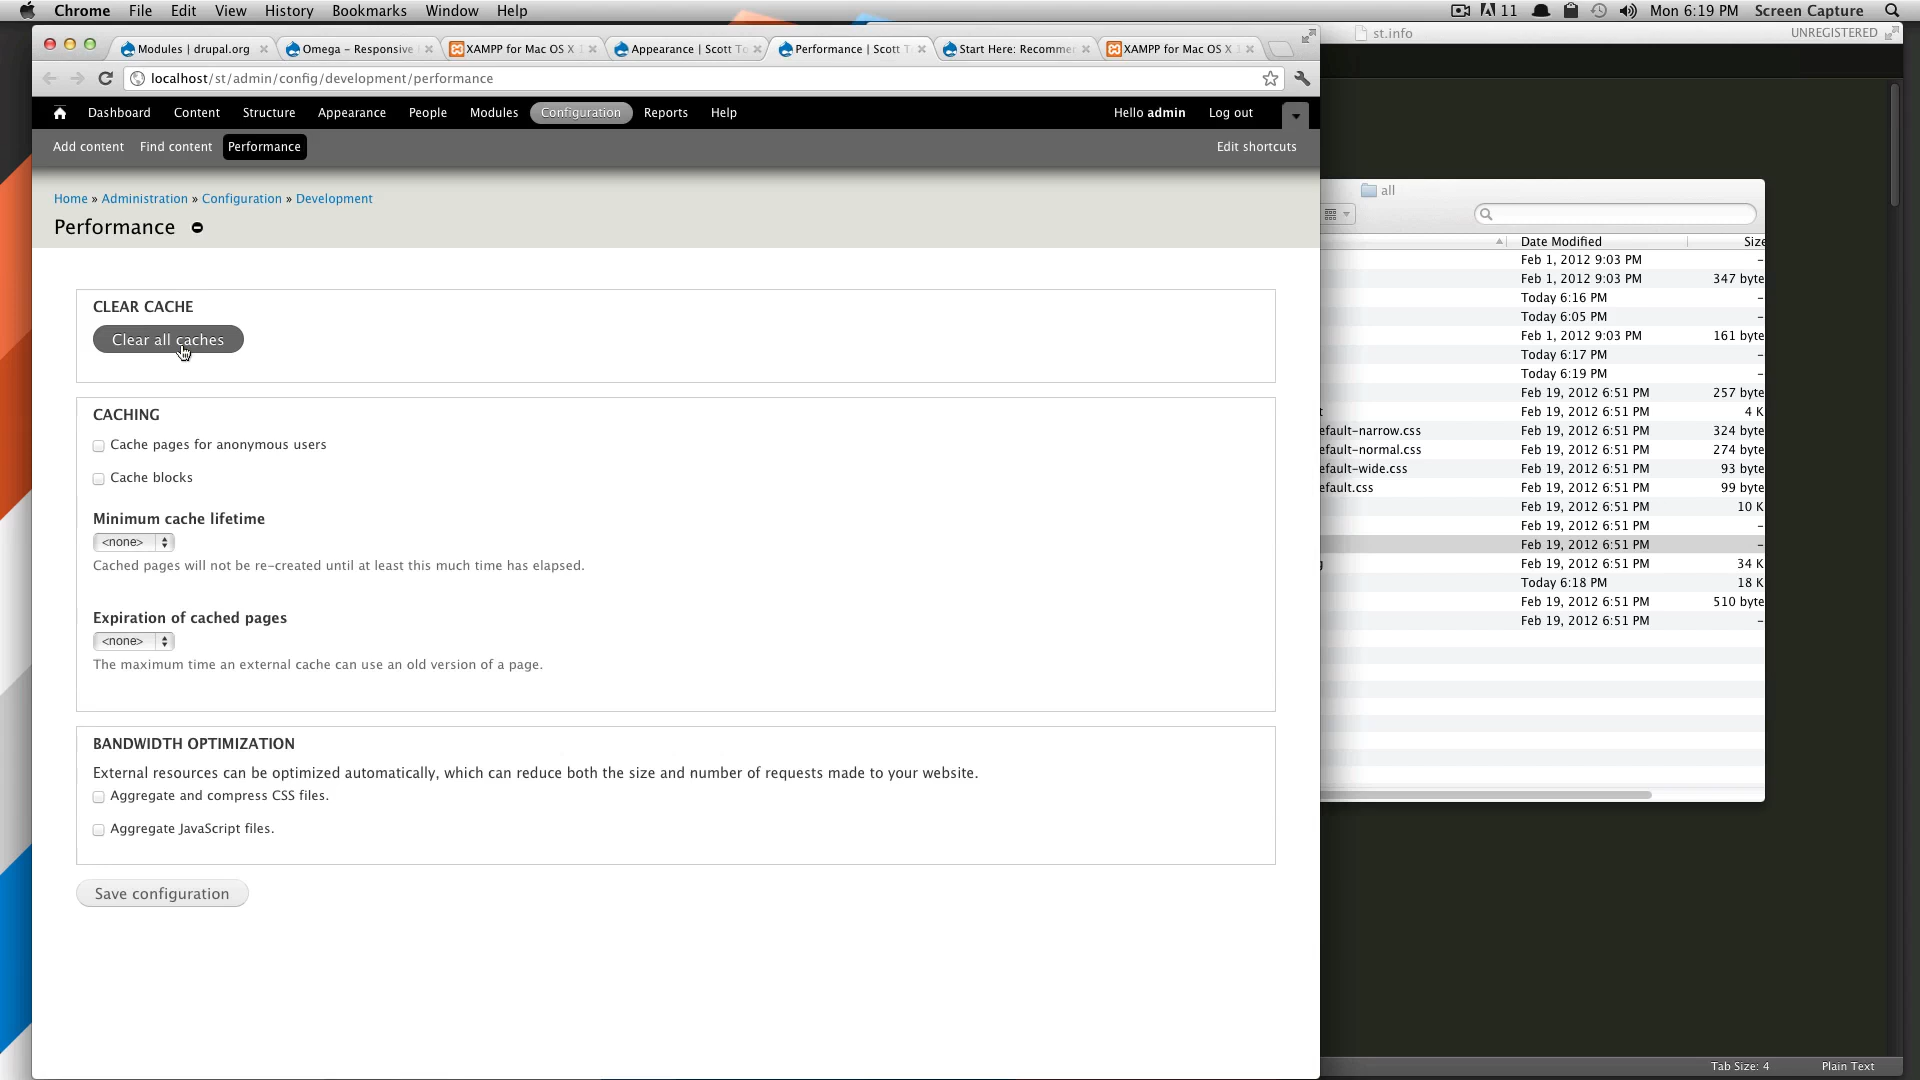 Chrome File Edit View History Bookmarks Window Help
11 Mon 6:19 PM Screen Capture
Modules | drupal.org
Omega – Responsive
XAMPP for Mac OS X
Appearance | Scott To
Performance | Scott T
Start Here: Recommen
XAMPP for Mac OS X
st.info
UNREGISTERED
localhost/st/admin/config/development/performance
Dashboard Content Structure Appearance People Modules Configuration Reports Help
Hello admin Log out
Add content Find content Performance
Edit shortcuts
Home » Administration » Configuration » Development
Performance
CLEAR CACHE
Clear all caches
CACHING
Cache pages for anonymous users
Cache blocks
Minimum cache lifetime
<none>
Cached pages will not be re-created until at least this much time has elapsed.
Expiration of cached pages
<none>
The maximum time an external cache can use an old version of a page.
BANDWIDTH OPTIMIZATION
External resources can be optimized automatically, which can reduce both the size and number of requests made to your website.
Aggregate and compress CSS files.
Aggregate JavaScript files.
Save configuration
all
Date Modified Size
Feb 1, 2012 9:03 PM –
Feb 1, 2012 9:03 PM 347 byte
Today 6:16 PM –
Today 6:05 PM –
Feb 1, 2012 9:03 PM 161 byte
Today 6:17 PM –
Today 6:19 PM –
Feb 19, 2012 6:51 PM 257 byte
t Feb 19, 2012 6:51 PM 4 K
efault-narrow.css Feb 19, 2012 6:51 PM 324 byte
efault-normal.css Feb 19, 2012 6:51 PM 274 byte
efault-wide.css Feb 19, 2012 6:51 PM 93 byte
efault.css Feb 19, 2012 6:51 PM 99 byte
Feb 19, 2012 6:51 PM 10 K
Feb 19, 2012 6:51 PM –
Feb 19, 2012 6:51 PM –
g Feb 19, 2012 6:51 PM 34 K
Today 6:18 PM 18 K
Feb 19, 2012 6:51 PM 510 byte
Feb 19, 2012 6:51 PM –
Tab Size: 4 Plain Text